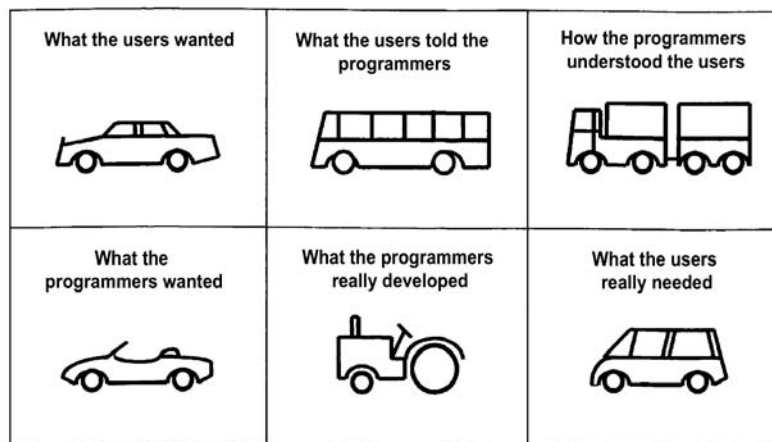 What the users wanted
What the users told the
programmers
How the programmers
understood the users
What the
programmers wanted
What the programmers
really developed
What the users
really needed